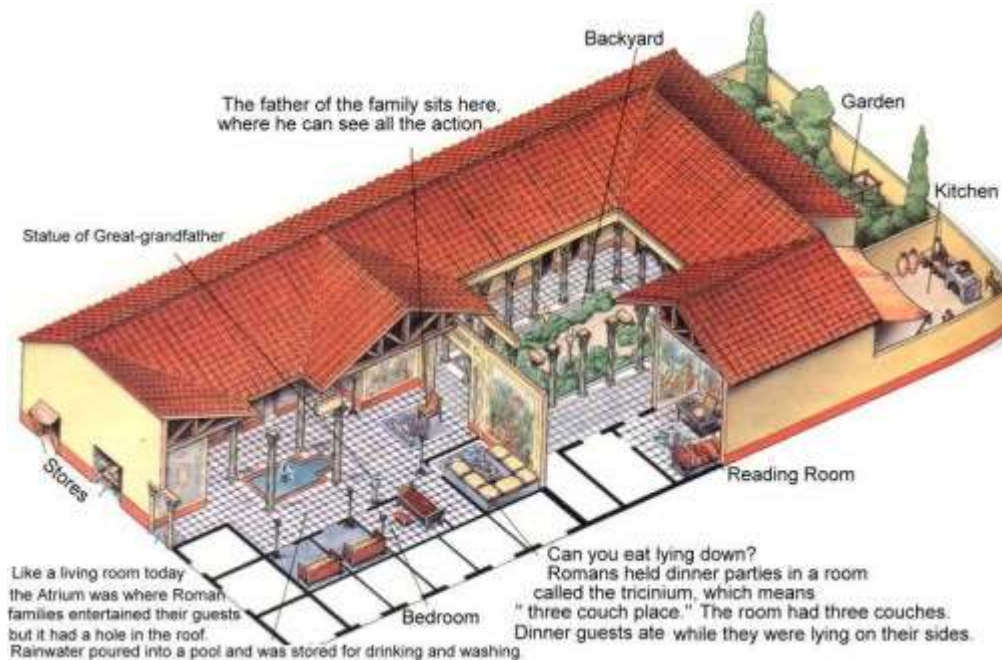 Backyard
The father of the family sits here,
where he can see all the action
Garden
Kitchen
Statue of Great-grandfather
Stores
Reading Room
Like a living room today
the Atrium was where Roman
families entertained their guests
but it had a hole in the roof.
Rainwater poured into a pool and was stored for drinking and washing
Bedroom
Can you eat lying down?
Romans held dinner parties in a room
called the tricinium, which means
" three couch place." The room had three couches.
Dinner guests ate while they were lying on their sides.